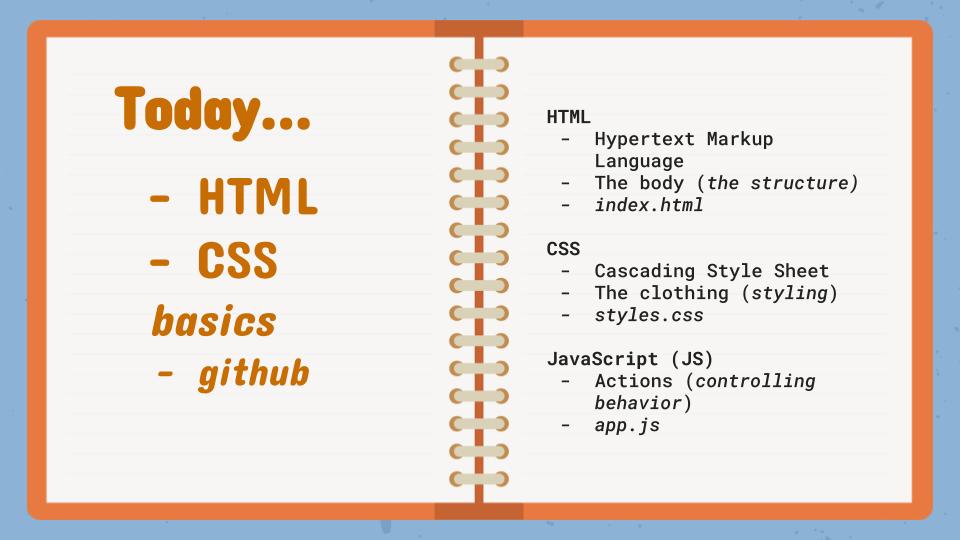 Today...
- HTML
- CSS
basics
- github
HTML
- Hypertext Markup
Language
- The body (the structure)
- index.html
CSS
- Cascading Style Sheet
- The clothing (styling)
- styles.css
JavaScript (JS)
- Actions (controlling
behavior)
- app.js